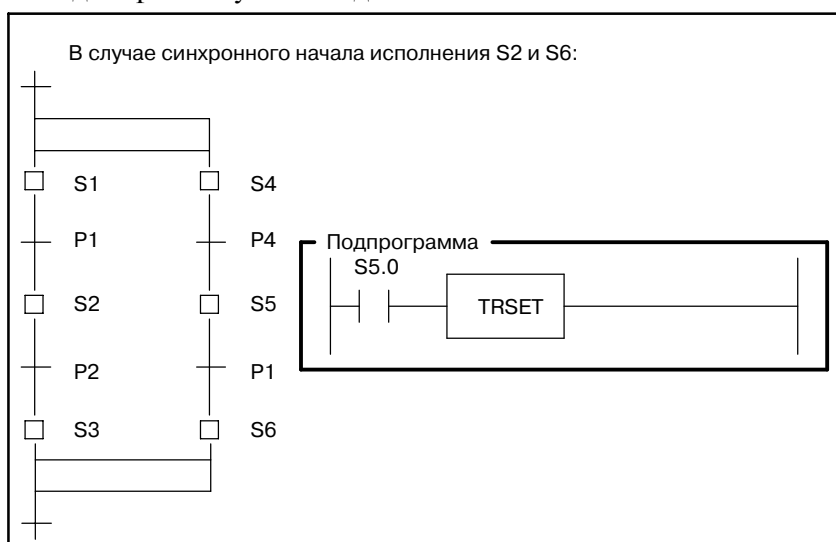 В случае синхронного начала исполнения S2 и S6:
S1 S4
P1 P4
Подпрограмма
S5.0
S2 S5
TRSET
P2 P1
S3 S6